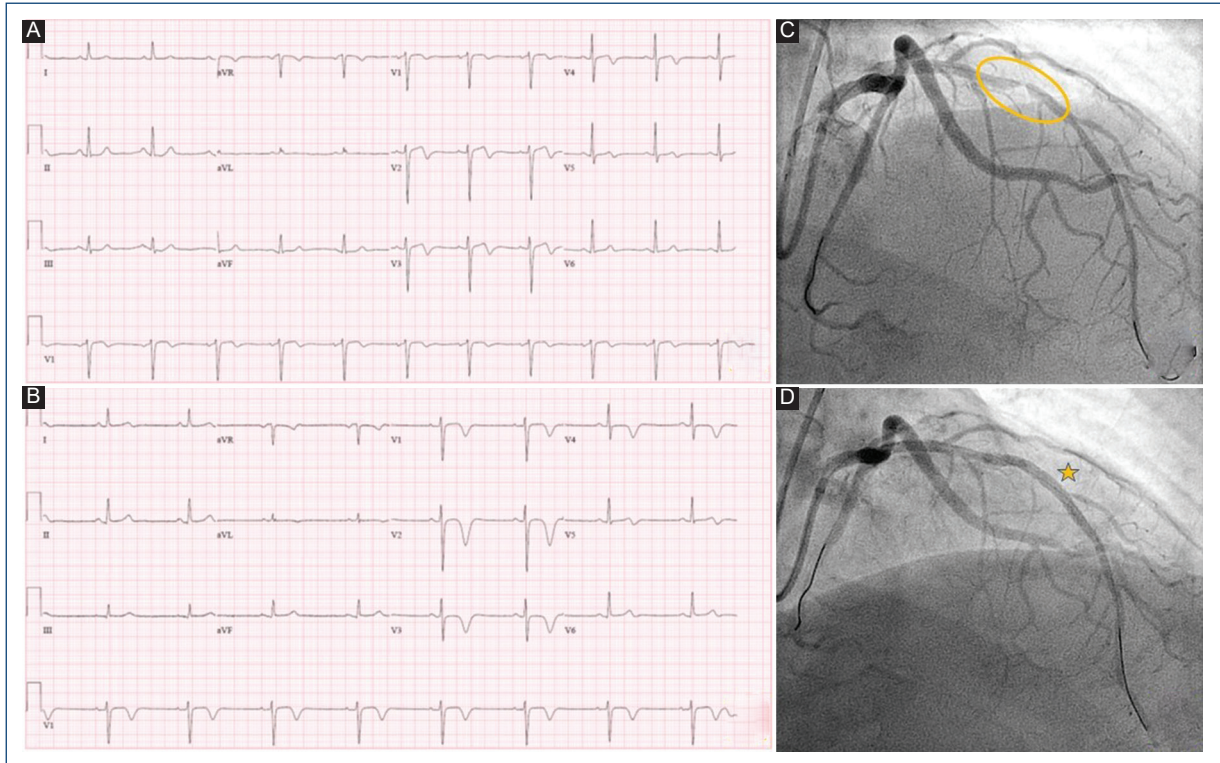 A
I aVR V1 V4
II aVL V2 V5
III aVF V3 V6
V1
B
I aVR V1 V4
II aVL V2 V5
III aVF V3 V6
V1
C
D